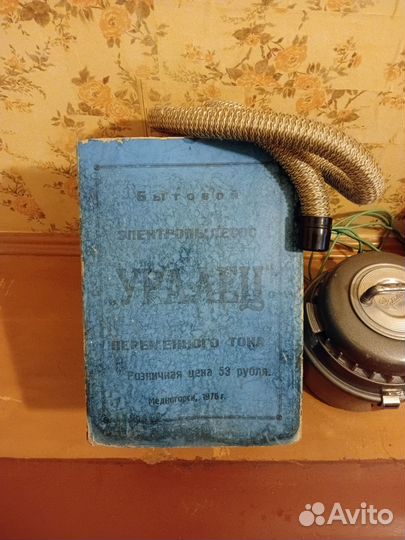 Бытовой
ЭЛЕКТРОПЫЛЕСОС
"УРАЛЕЦ"
ПЕРЕМЕННОГО ТОКА
Розничная цена 53 рубля.
Медногорск, 1976 г.
Avito